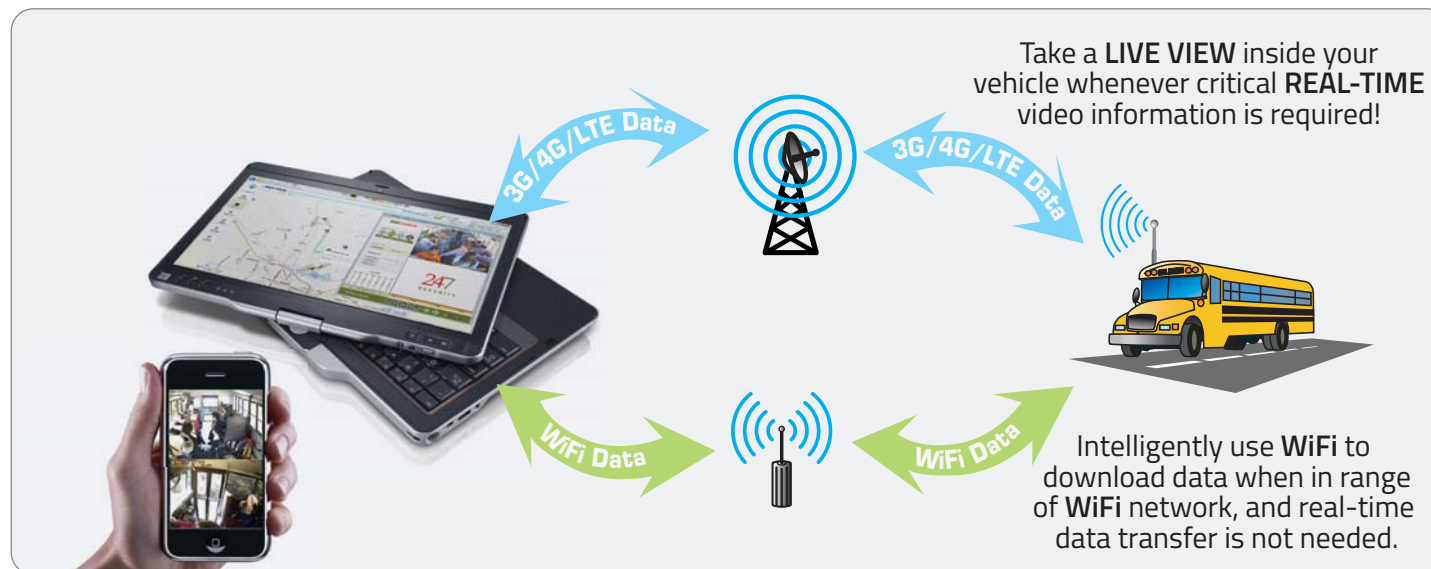 Take a LIVE VIEW inside your
vehicle whenever critical REAL-TIME
video information is required!
3G/4G/LTE Data
3G/4G/LTE Data
247
SECURITY
WiFi Data
WiFi Data
Intelligently use WiFi to
download data when in range
of WiFi network, and real-time
data transfer is not needed.